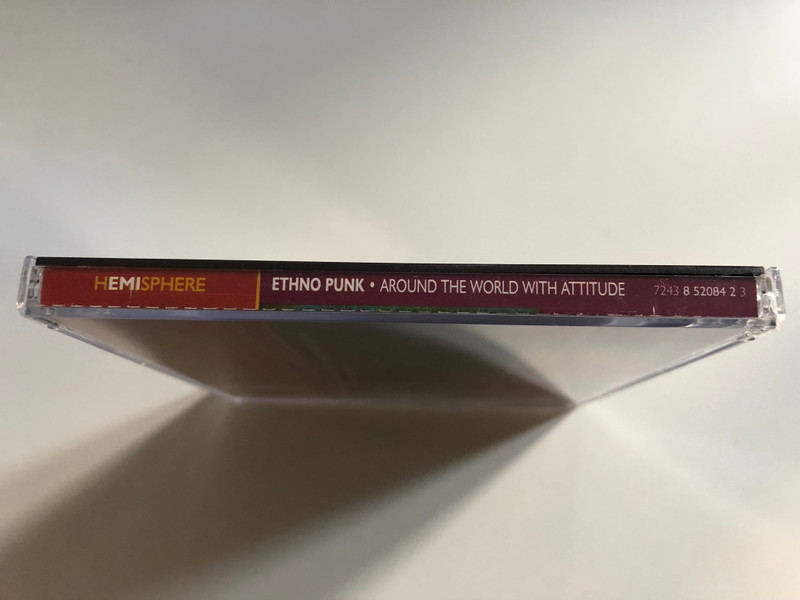 HEMISPHERE ETHNO PUNK • AROUND THE WORLD WITH ATTITUDE 7243 8 52084 2 3